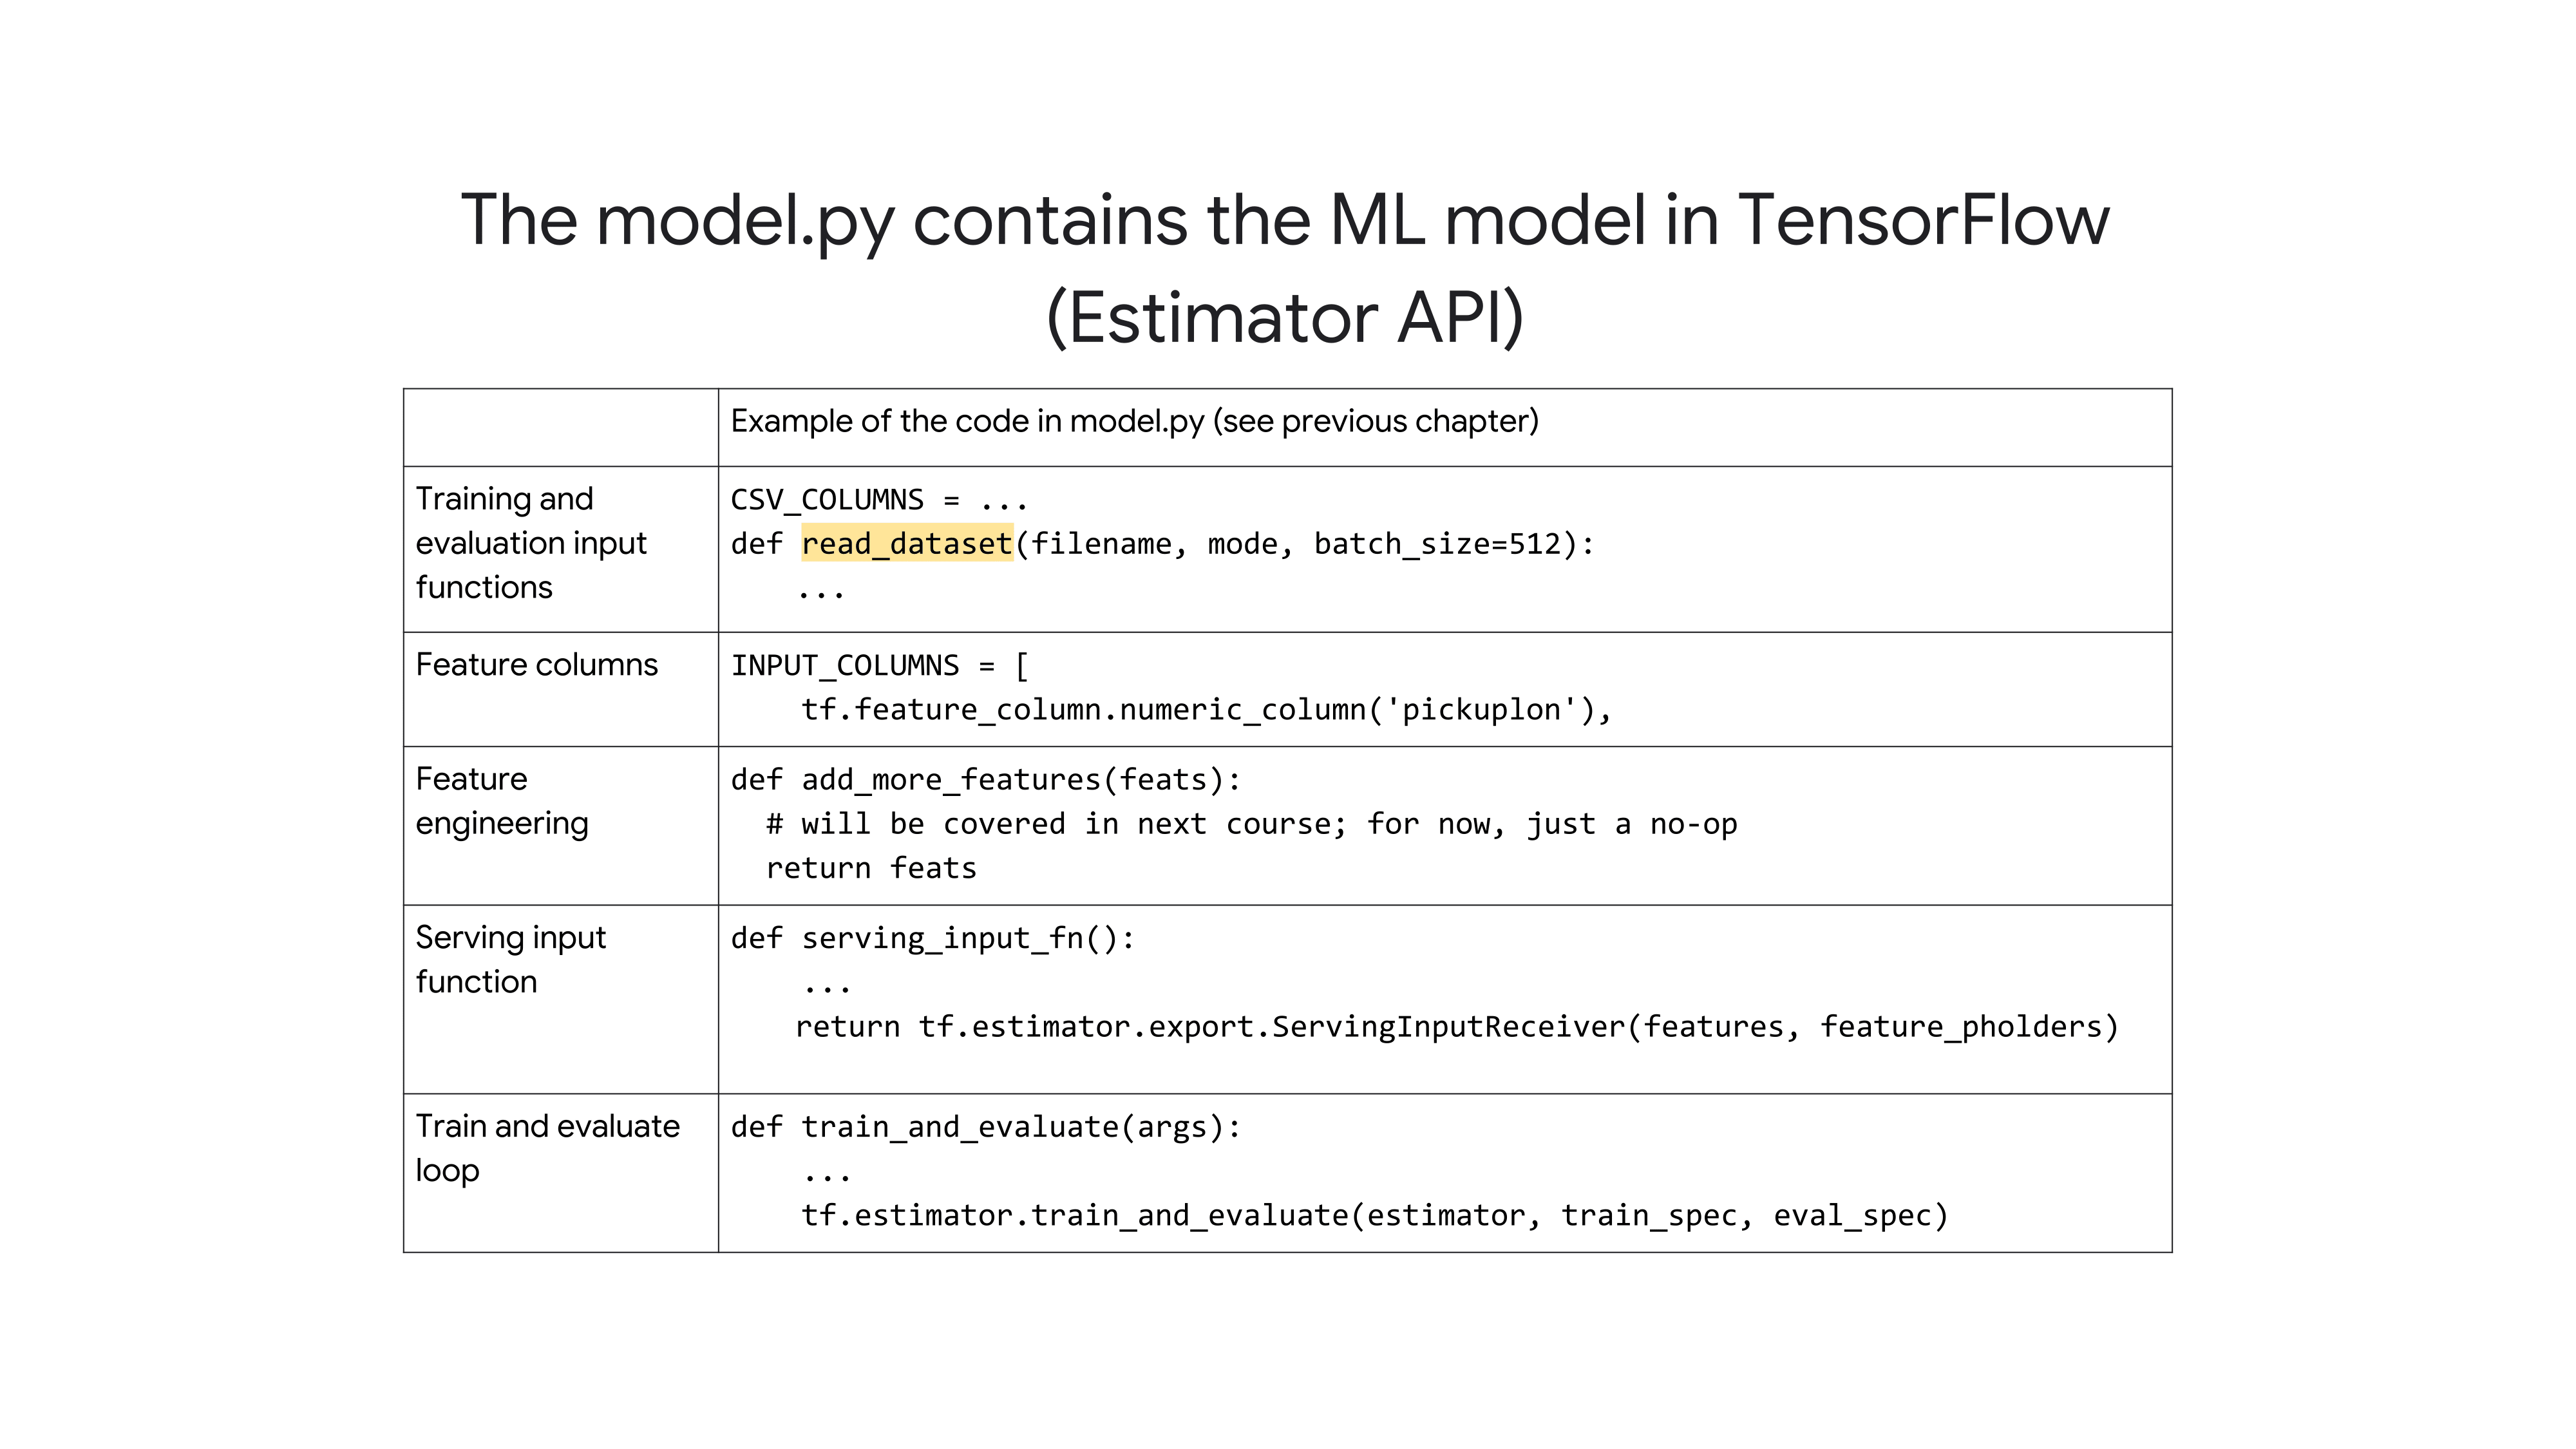 The model.py contains the ML model in TensorFlow
(Estimator API)
Example of the code in model.py (see previous chapter)
Training and
evaluation input
functions
CSV_COLUMNS = ...
def read_dataset(filename, mode, batch_size=512):
...
Feature columns
INPUT_COLUMNS = [
tf.feature_column.numeric_column('pickuplon'),
Feature
engineering
def add_more_features(feats):
# will be covered in next course; for now, just a no-op
return feats
Serving input
function
def serving_input_fn():
...
return tf.estimator.export.ServingInputReceiver(features, feature_pholders)
Train and evaluate
loop
def train_and_evaluate(args):
...
tf.estimator.train_and_evaluate(estimator, train_spec, eval_spec)